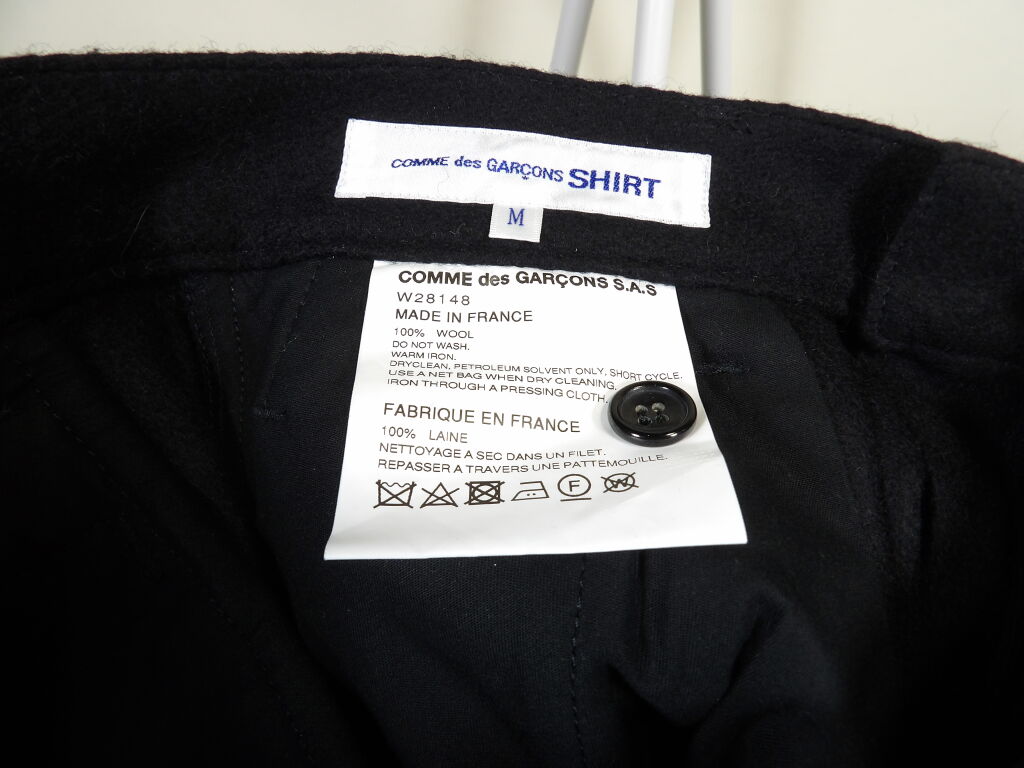 COMME des GARÇONS SHIRT
M
COMME des GARÇONS S.A.S
W28148
MADE IN FRANCE
100% WOOL
DO NOT WASH.
WARM IRON.
DRYCLEAN, PETROLEUM SOLVENT ONLY, SHORT CYCLE.
USE A NET BAG WHEN DRY CLEANING.
IRON THROUGH A PRESSING CLOTH.
FABRIQUE EN FRANCE
100% LAINE
NETTOYAGE A SEC DANS UN FILET.
REPASSER A TRAVERS UNE PATTEMOUILLE.
F W